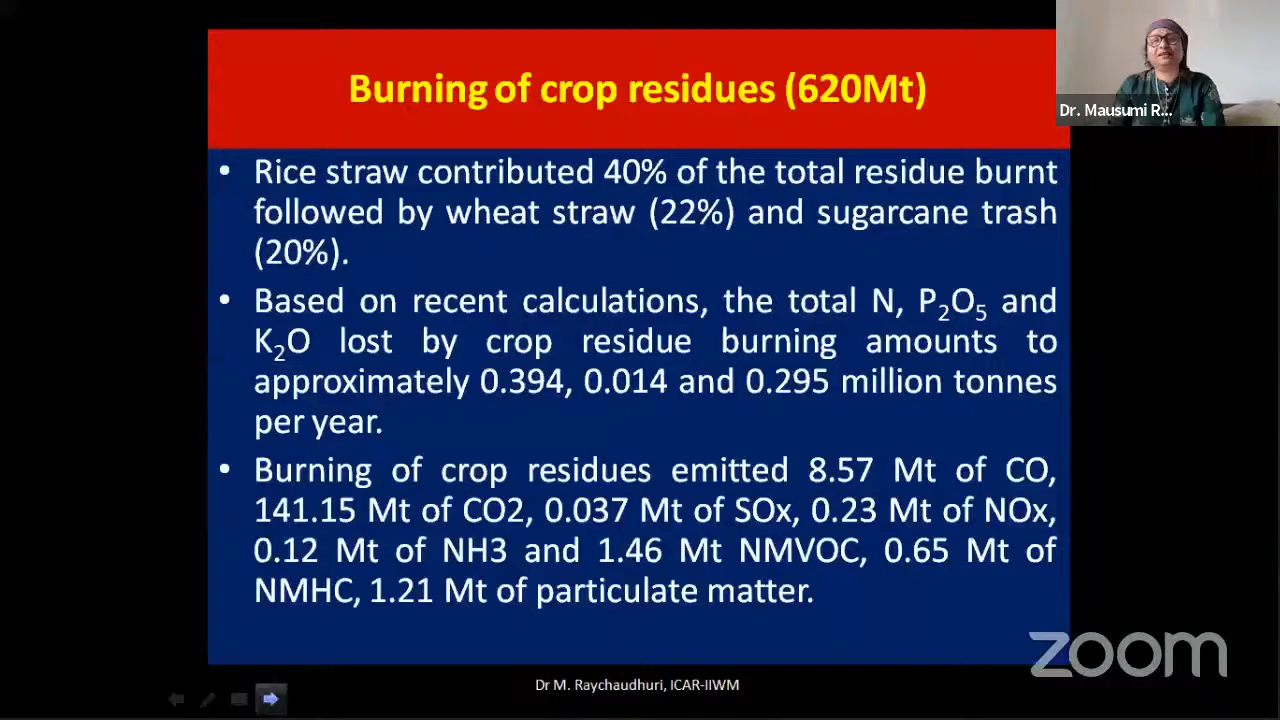 Burning of crop residues (620Mt)
Dr. Mausumi R...
• Rice straw contributed 40% of the total residue burnt
followed by wheat straw (22%) and sugarcane trash
(20%).
• Based on recent calculations, the total N, P₂O₅ and
K₂O lost by crop residue burning amounts to
approximately 0.394, 0.014 and 0.295 million tonnes
per year.
• Burning of crop residues emitted 8.57 Mt of CO,
141.15 Mt of CO2, 0.037 Mt of SOx, 0.23 Mt of NOx,
0.12 Mt of NH3 and 1.46 Mt NMVOC, 0.65 Mt of
NMHC, 1.21 Mt of particulate matter.
zoom
Dr M. Raychaudhuri, ICAR-IIWM